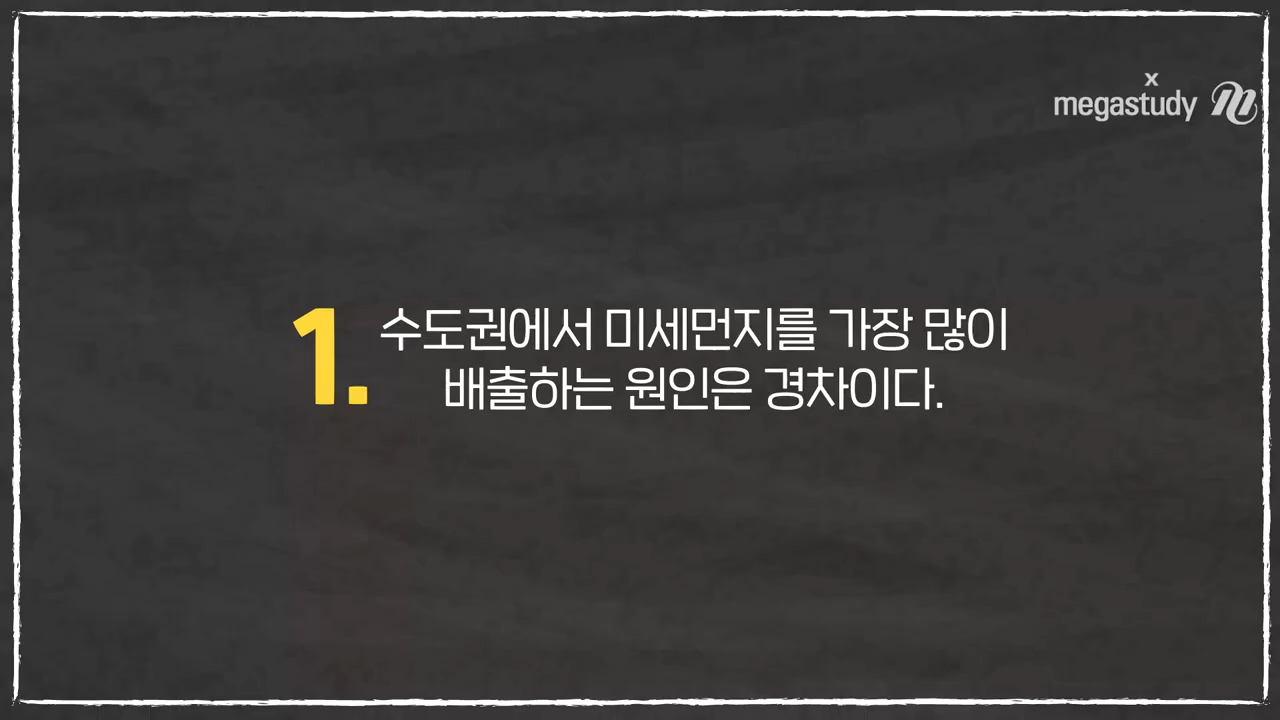 x
megastudy m
1. 수도권에서 미세먼지를 가장 많이
배출하는 원인은 경차이다.